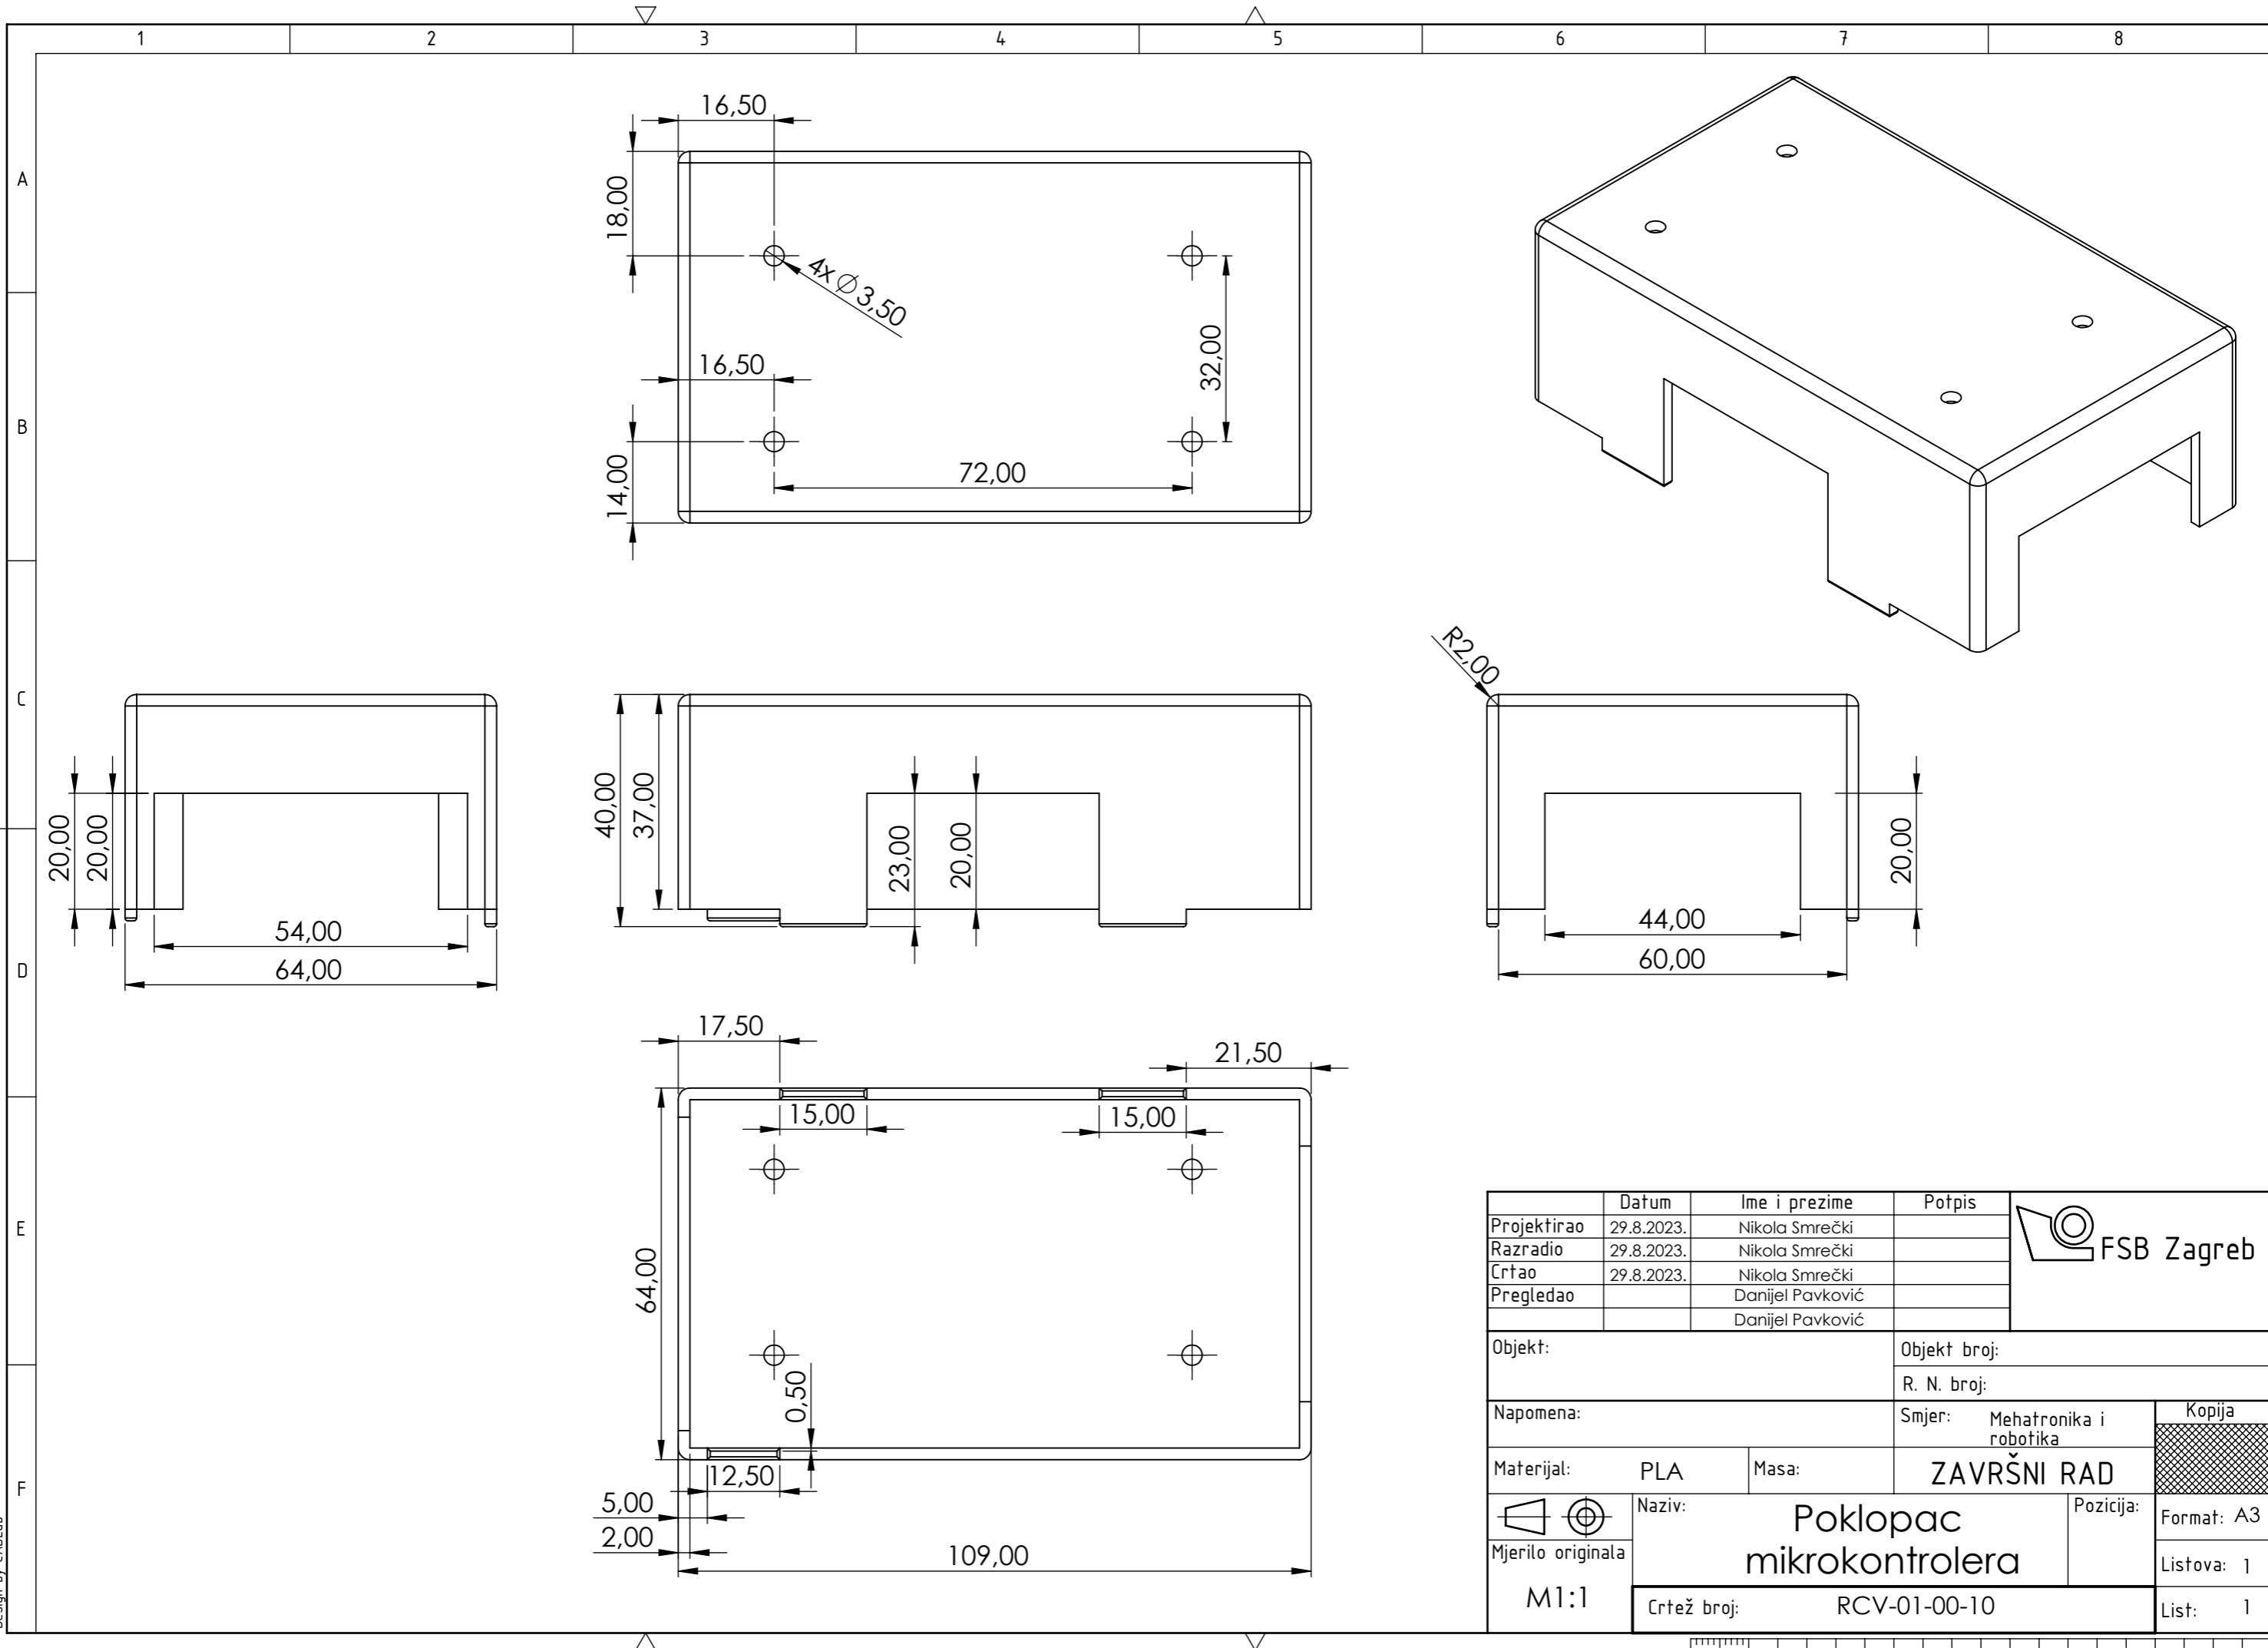 1 2 3 4 5 6 7 8
A
B
C
D
E
F
16,50
18,00
4x Ø3,50
16,50
32,00
14,00
72,00
R2,00
20,00
20,00
54,00
64,00
40,00
37,00
23,00
20,00
20,00
44,00
60,00
17,50
21,50
15,00
15,00
64,00
0,50
12,50
5,00
2,00
109,00
Datum Ime i prezime Potpis
Projektirao 29.8.2023. Nikola Smrečki
Razradio 29.8.2023. Nikola Smrečki
Crtao 29.8.2023. Nikola Smrečki
Pregledao Danijel Pavković
Danijel Pavković
FSB Zagreb
Objekt:
Objekt broj:
R. N. broj:
Napomena:
Smjer: Mehatronika i
robotika
Kopija
Materijal: PLA
Masa:
ZAVRŠNI RAD
Naziv: Poklopac
mikrokontrolera
Pozicija:
Format: A3
Mjerilo originala
M1:1
Listova: 1
Crtež broj: RCV-01-00-10
List: 1